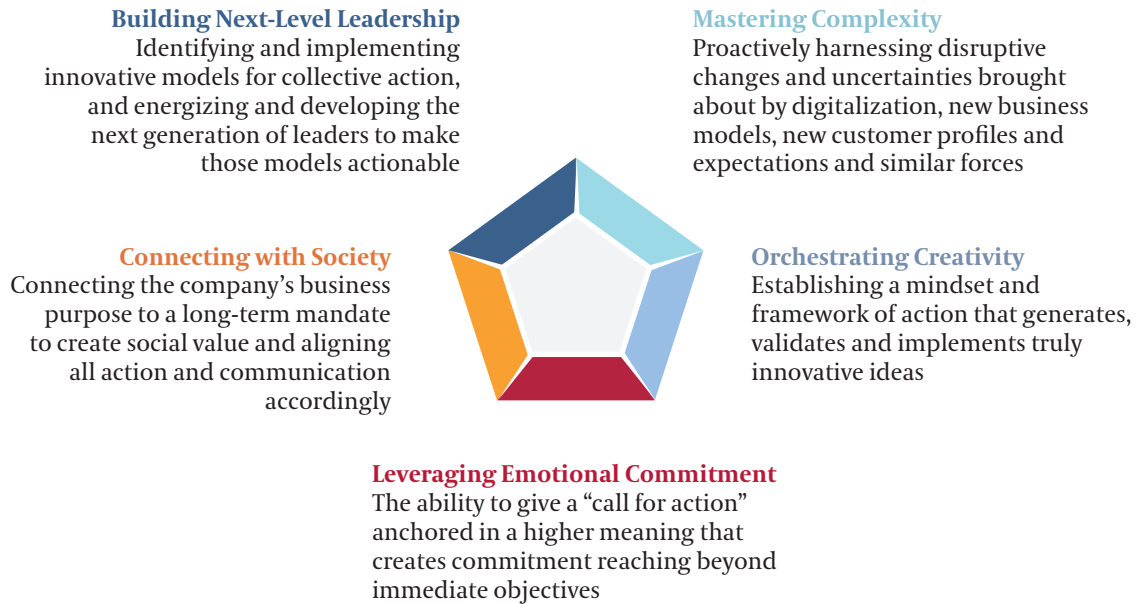 Building Next-Level Leadership
Identifying and implementing
innovative models for collective action,
and energizing and developing the
next generation of leaders to make
those models actionable
Mastering Complexity
Proactively harnessing disruptive
changes and uncertainties brought
about by digitalization, new business
models, new customer profiles and
expectations and similar forces
Connecting with Society
Connecting the company’s business
purpose to a long-term mandate
to create social value and aligning
all action and communication
accordingly
Orchestrating Creativity
Establishing a mindset and
framework of action that generates,
validates and implements truly
innovative ideas
Leveraging Emotional Commitment
The ability to give a “call for action”
anchored in a higher meaning that
creates commitment reaching beyond
immediate objectives